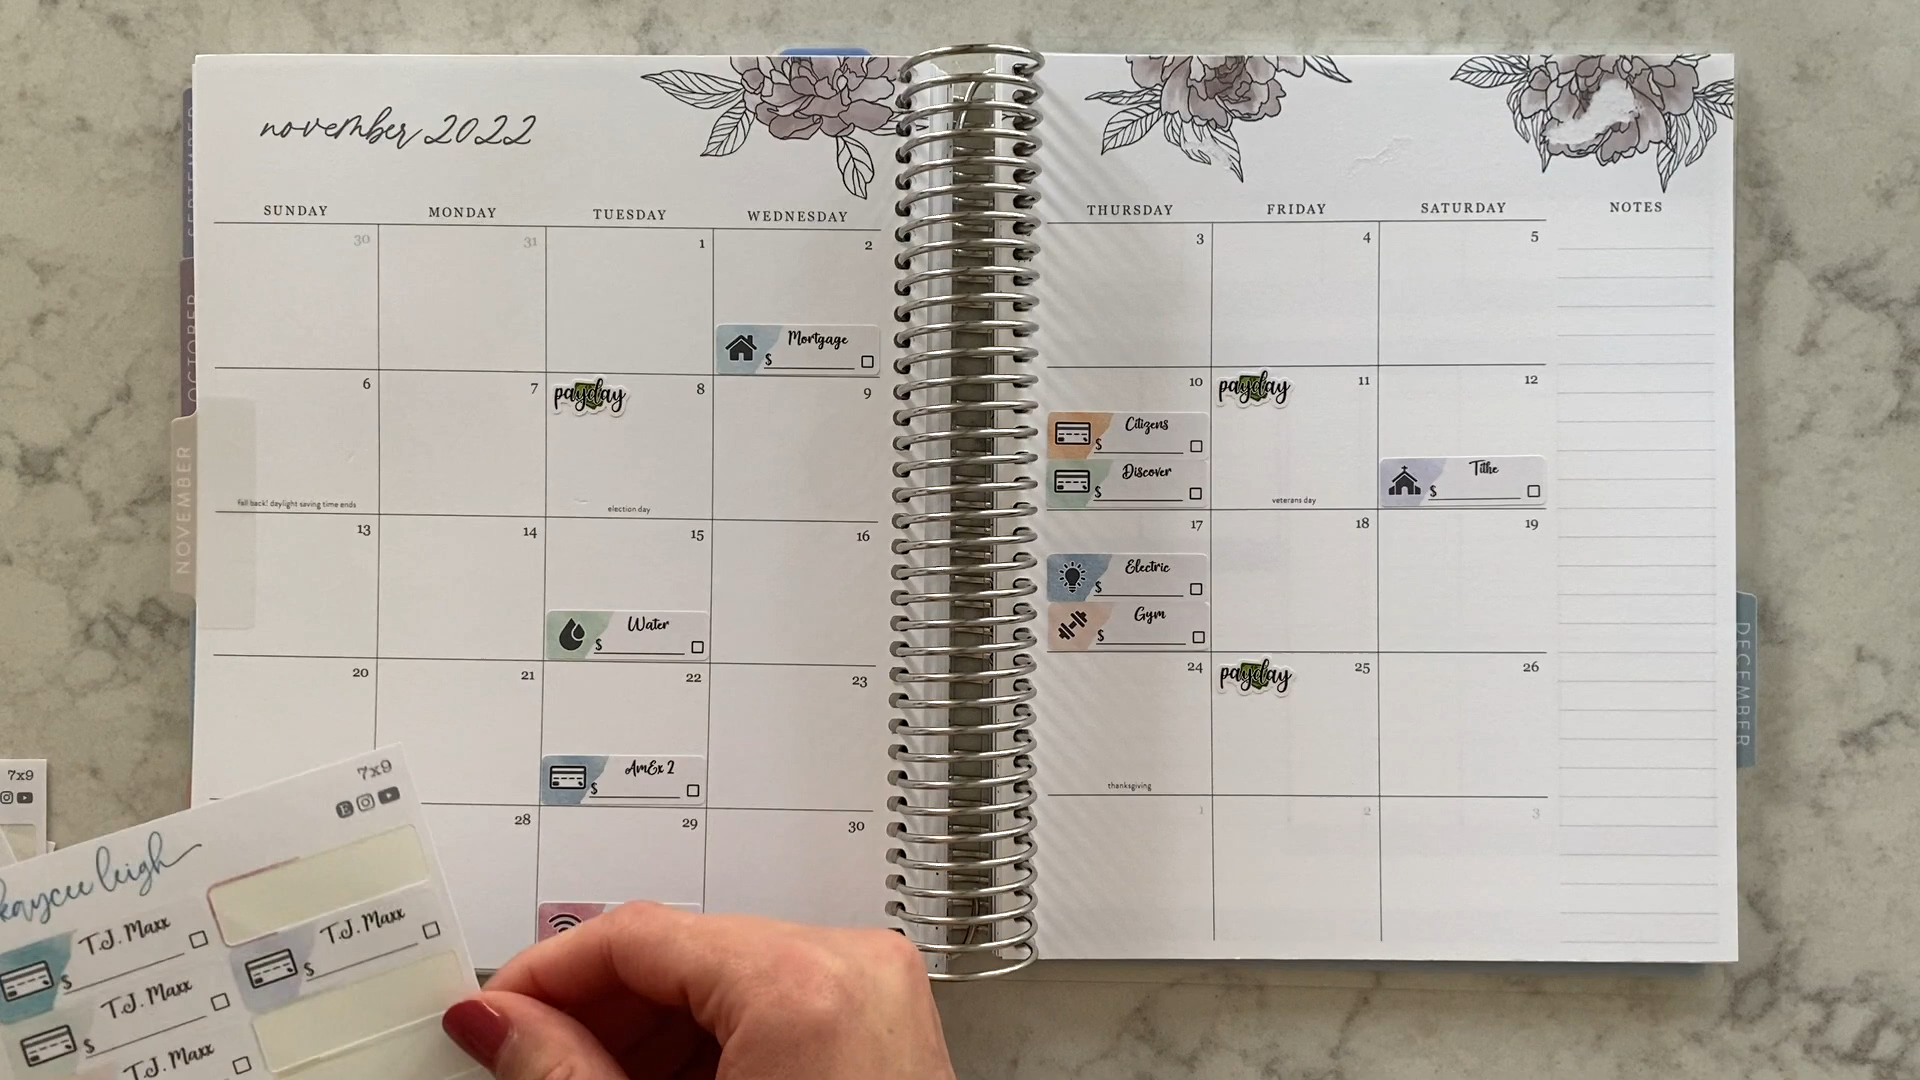 november 2022
SUNDAY MONDAY TUESDAY WEDNESDAY THURSDAY FRIDAY SATURDAY NOTES
30 31 1 2 3 4 5
Mortgage
$
6 7 8 9 10 11 12
payday payday
Citizens
$
Discover
$
Tithe
$
fall back! daylight saving time ends
election day
veterans day
13 14 15 16 17 18 19
Water
$
Electric
$
Gym
$
20 21 22 23 24 25 26
payday
AmEx 2
$
thanksgiving
28 29 30 1 2 3
SEPTEMBER
OCTOBER
NOVEMBER
DECEMBER
7x9
7x9
kaycee leigh
T.J. Maxx
$
T.J. Maxx
$
T.J. Maxx
$
T.J. Maxx